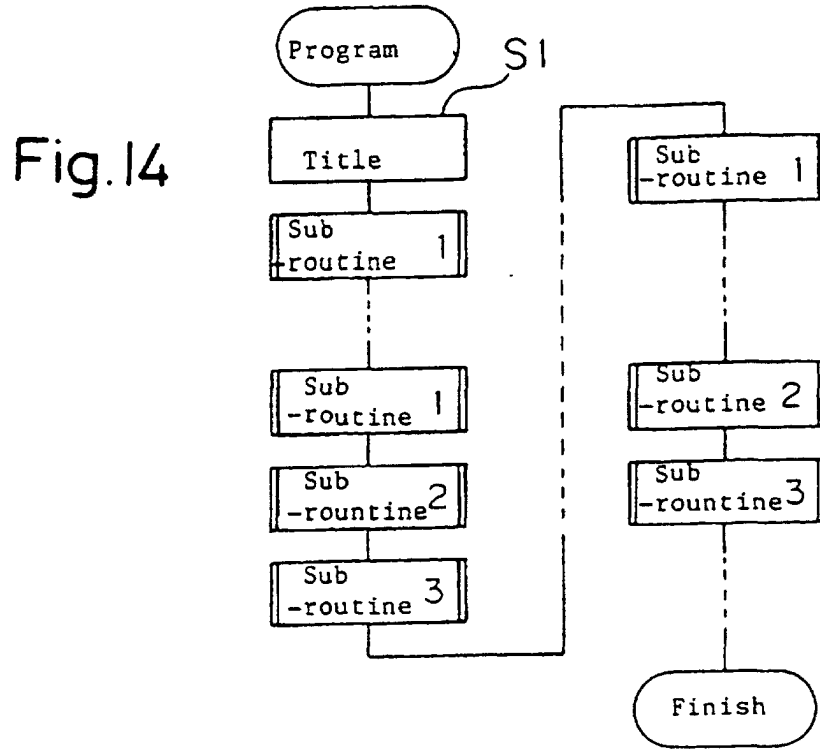 Fig.14
Program
S1
Title
Sub
-routine 1
Sub
-routine 1
Sub
-rountine 2
Sub
-routine 3
Sub
-routine 1
Sub
-routine 2
Sub
-rountine 3
Finish